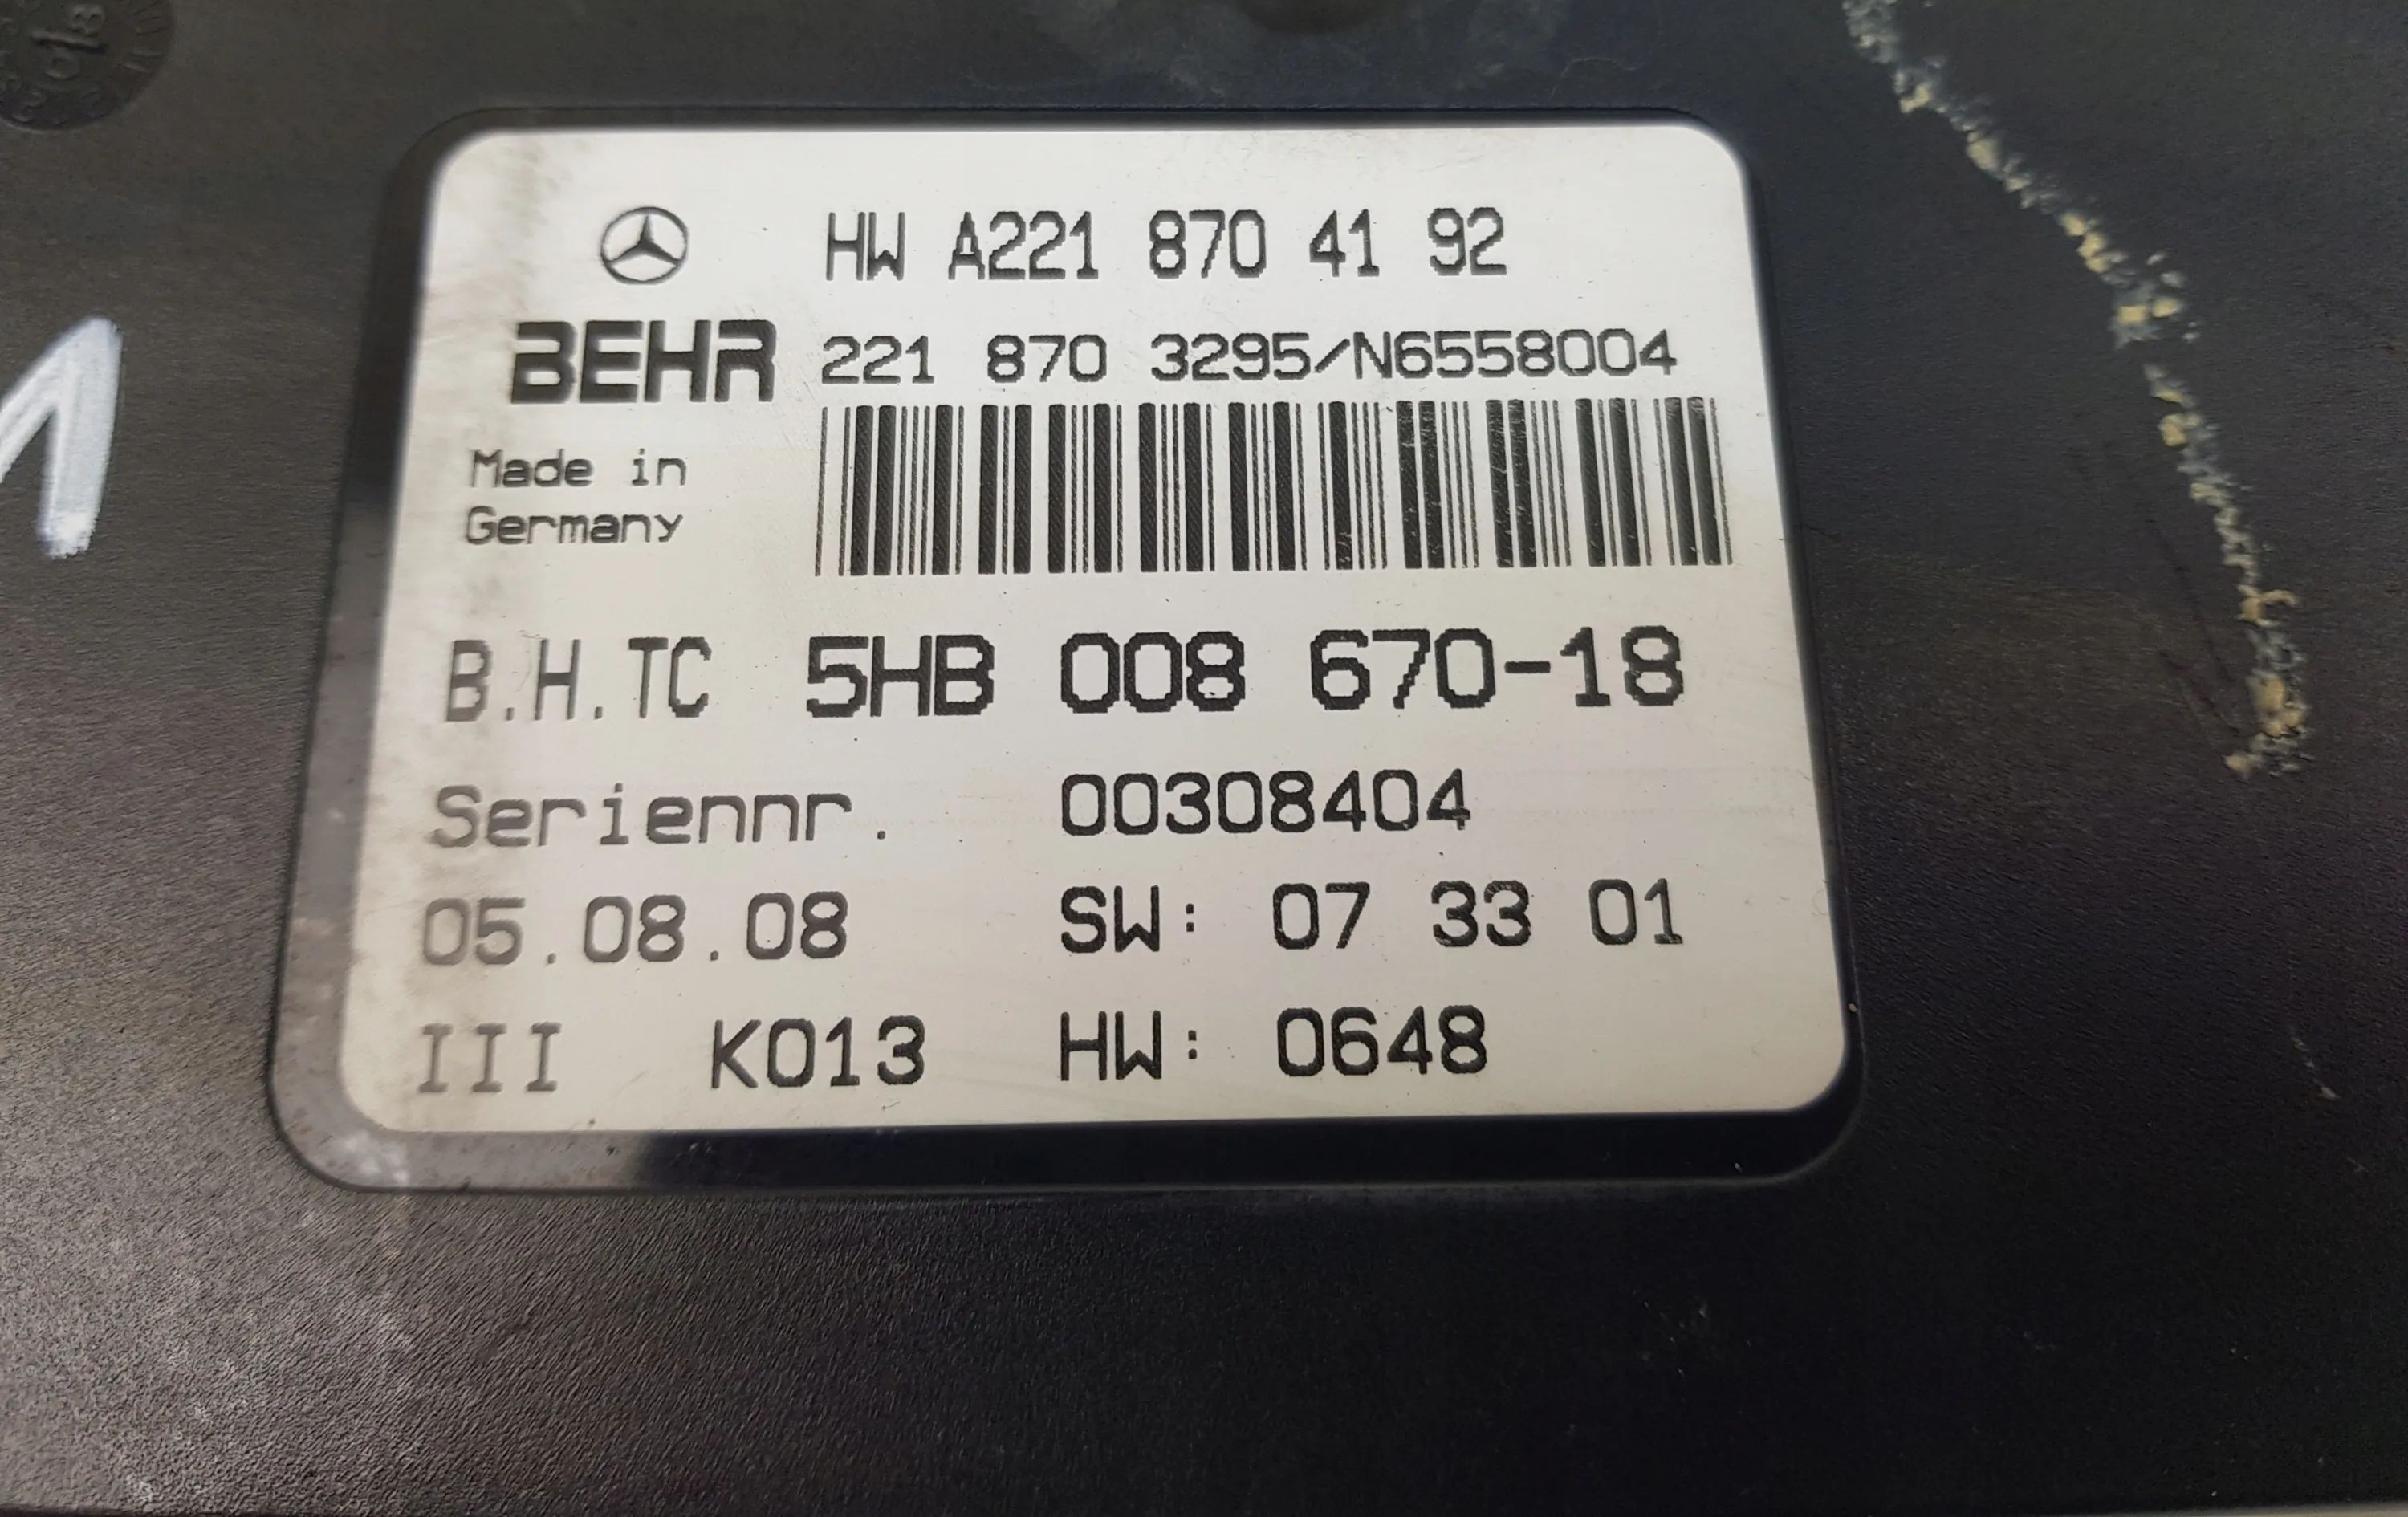 HW A221 870 41 92
BEHR 221 870 3295/N6558004
Made in
Germany
B.H.TC 5HB 008 670-18
Seriennr. 00308404
05.08.08 SW: 07 33 01
III K013 HW: 0648
1